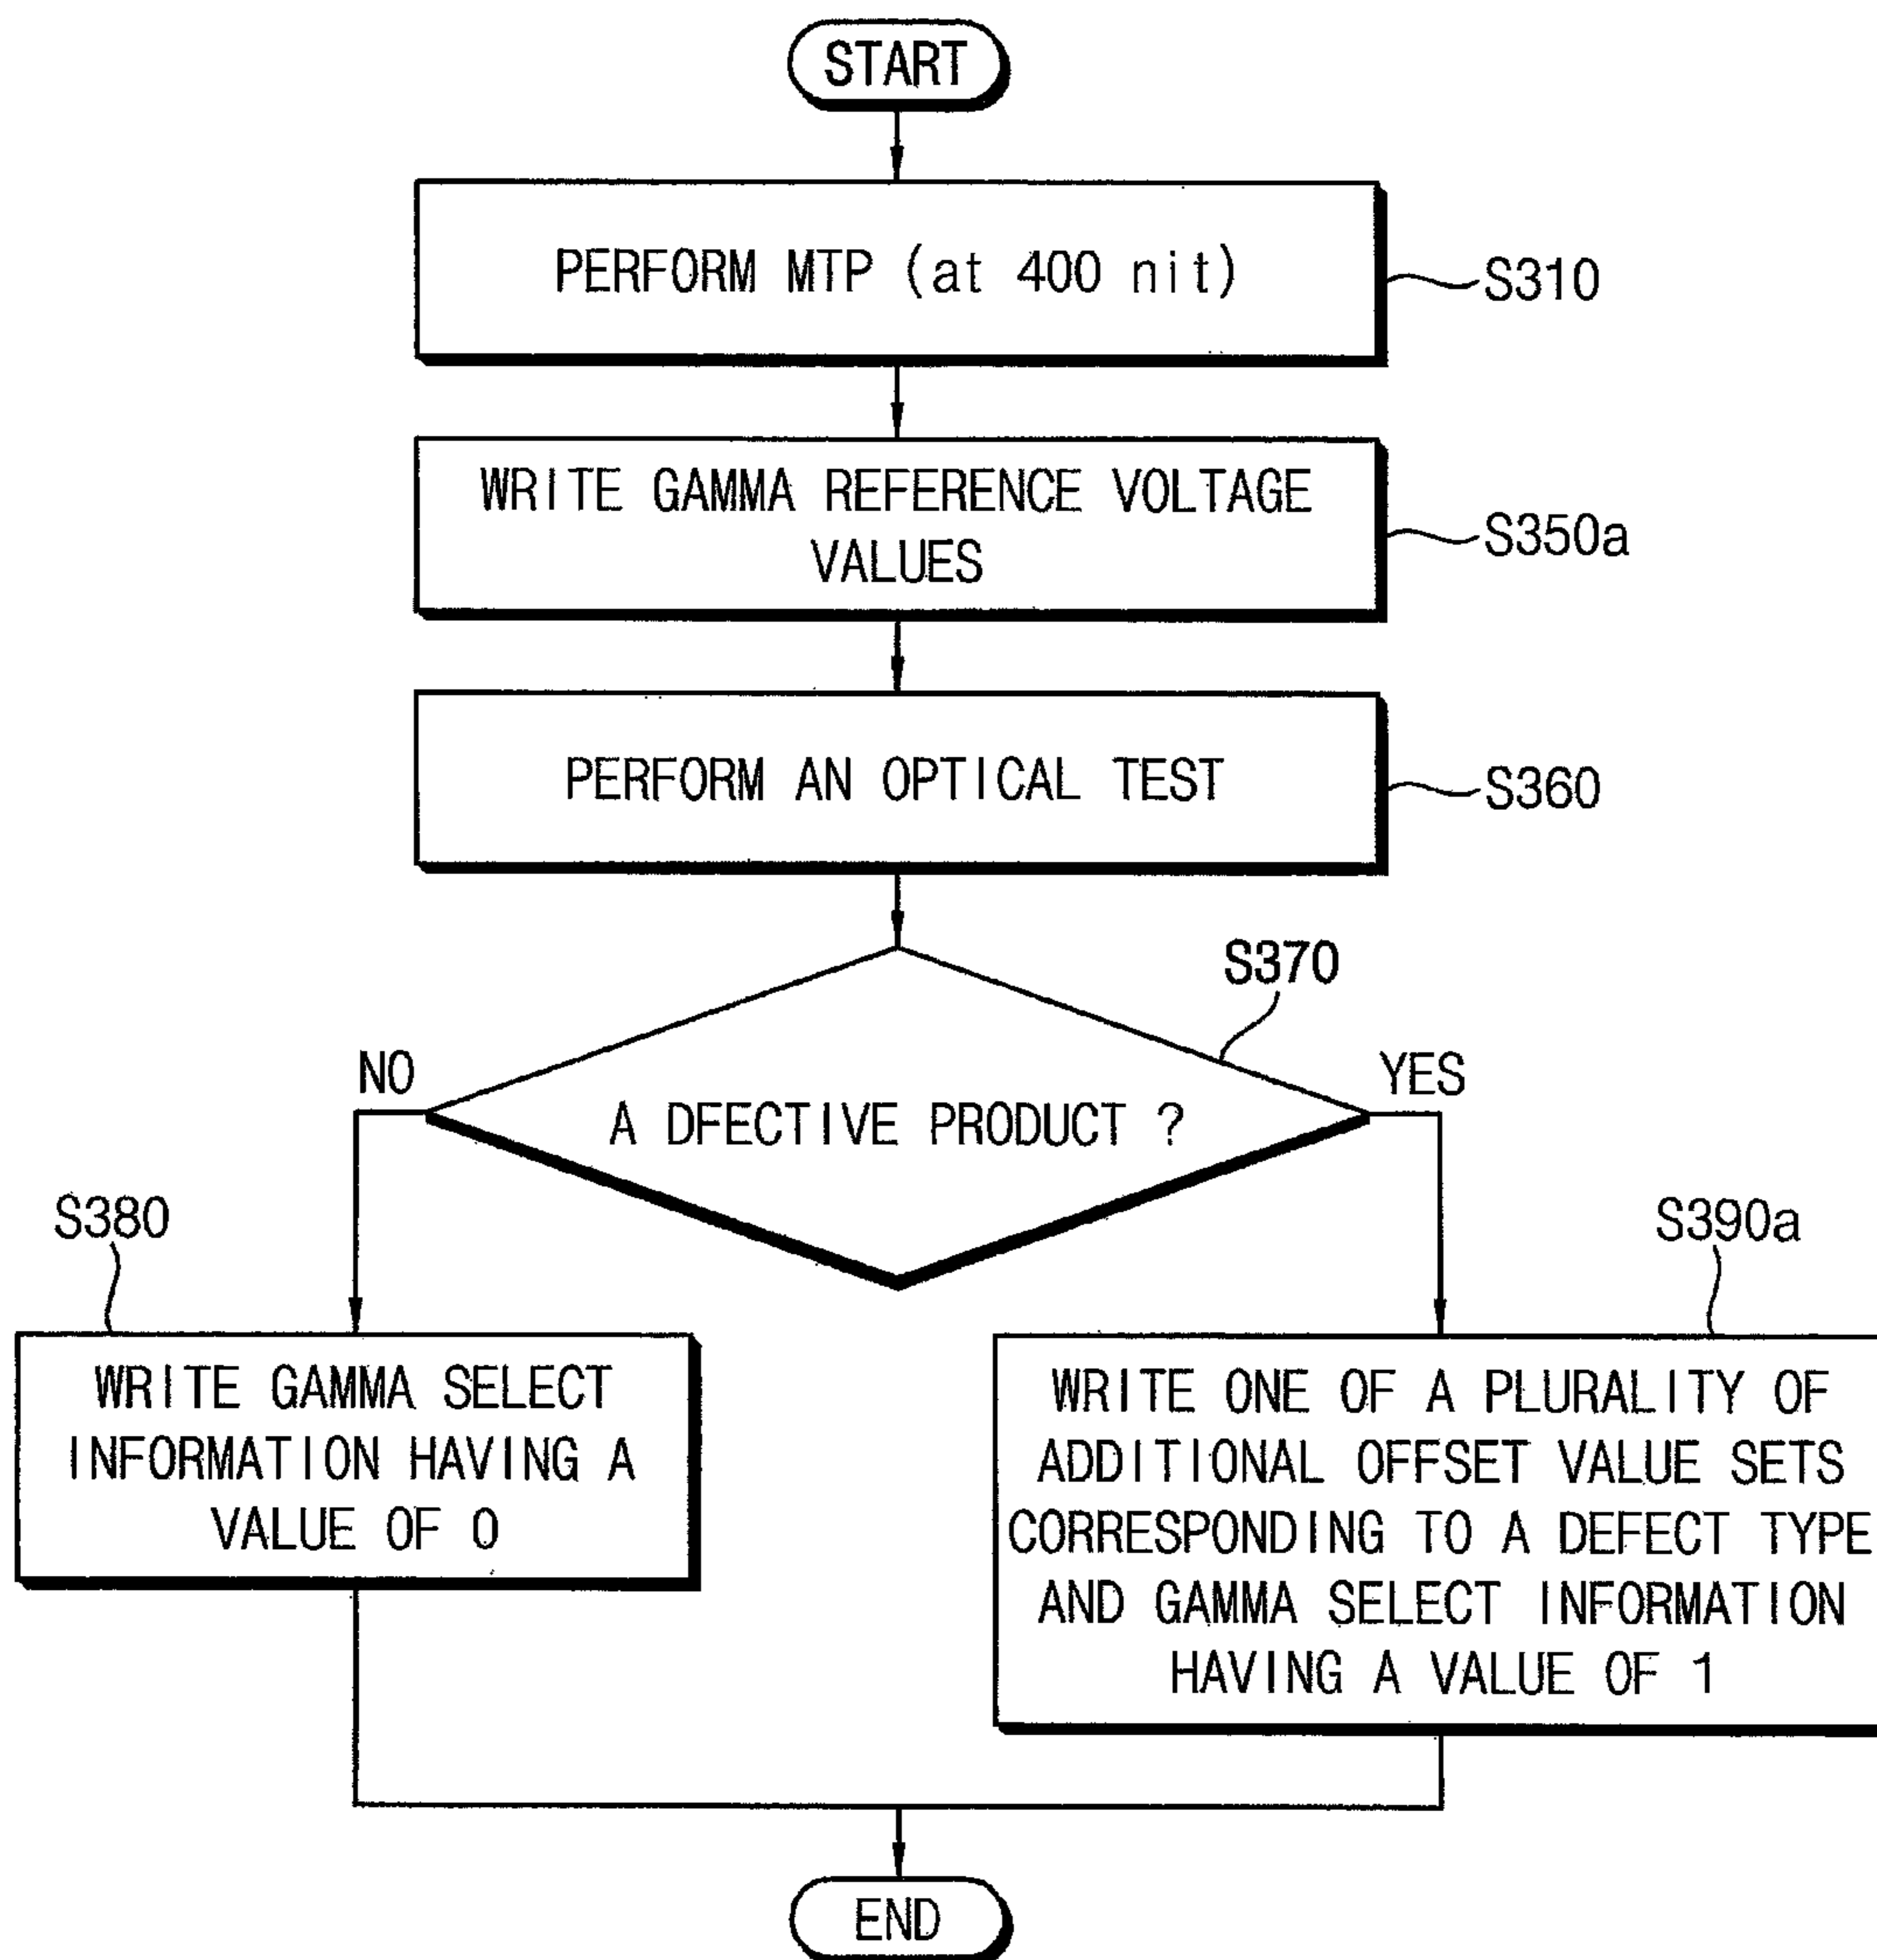 START
PERFORM MTP (at 400 nit)
S310
WRITE GAMMA REFERENCE VOLTAGE
VALUES
S350a
PERFORM AN OPTICAL TEST
S360
S370
NO
YES
A DFECTIVE PRODUCT ?
S380
S390a
WRITE GAMMA SELECT
INFORMATION HAVING A
VALUE OF 0
WRITE ONE OF A PLURALITY OF
ADDITIONAL OFFSET VALUE SETS
CORRESPONDING TO A DEFECT TYPE
AND GAMMA SELECT INFORMATION
HAVING A VALUE OF 1
END